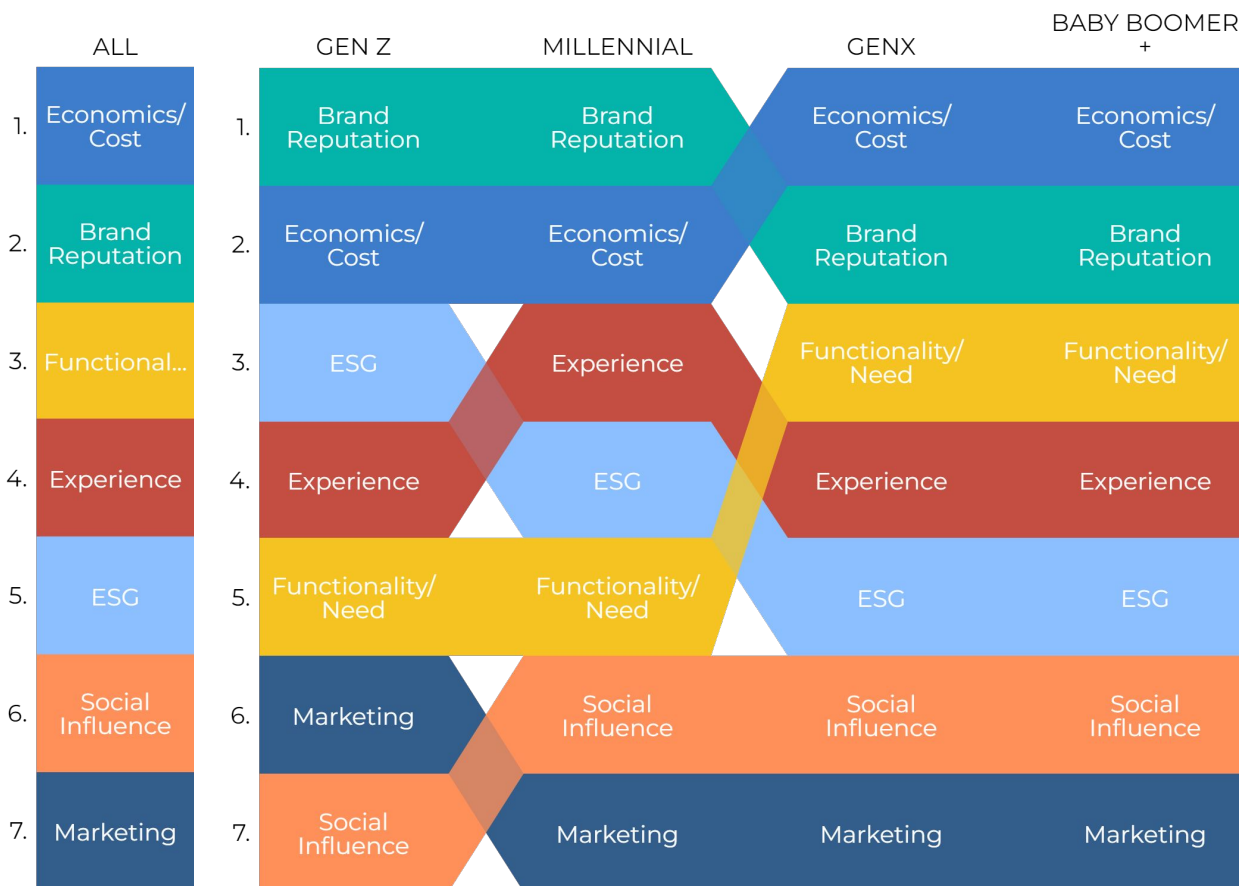 ALL
GEN Z
MILLENNIAL
GENX
BABY BOOMER
+
1.
Economics/
Cost
1.
Brand
Reputation
Brand
Reputation
Economics/
Cost
Economics/
Cost
2.
Brand
Reputation
2.
Economics/
Cost
Economics/
Cost
Brand
Reputation
Brand
Reputation
3.
Functional...
3.
ESG
Experience
Functionality/
Need
Functionality/
Need
4.
Experience
4.
Experience
ESG
Experience
Experience
5.
ESG
5.
Functionality/
Need
Functionality/
Need
ESG
ESG
6.
Social
Influence
6.
Marketing
Social
Influence
Social
Influence
Social
Influence
7.
Marketing
7.
Social
Influence
Marketing
Marketing
Marketing